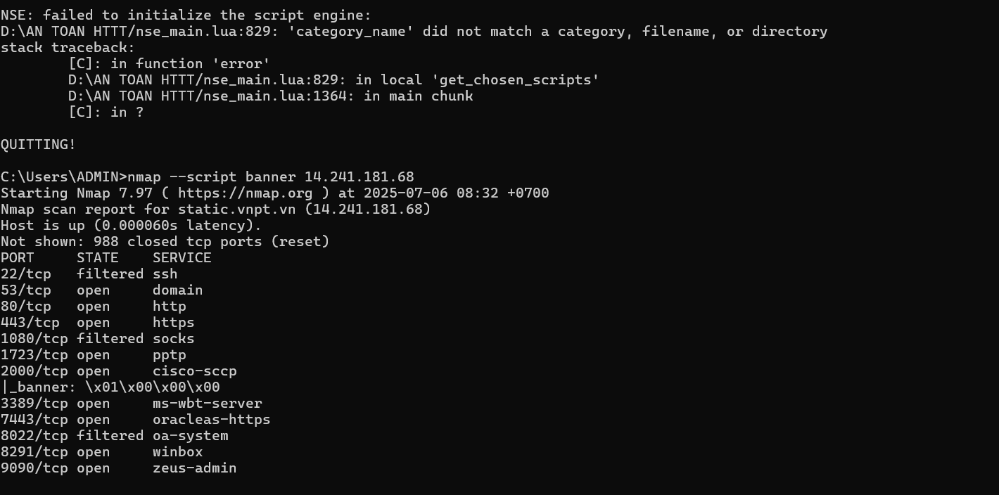 NSE: failed to initialize the script engine:
D:\AN TOAN HTTT/nse_main.lua:829: 'category_name' did not match a category, filename, or directory
stack traceback:
        [C]: in function 'error'
        D:\AN TOAN HTTT/nse_main.lua:829: in local 'get_chosen_scripts'
        D:\AN TOAN HTTT/nse_main.lua:1364: in main chunk
        [C]: in ?

QUITTING!

C:\Users\ADMIN>nmap --script banner 14.241.181.68
Starting Nmap 7.97 ( https://nmap.org ) at 2025-07-06 08:32 +0700
Nmap scan report for static.vnpt.vn (14.241.181.68)
Host is up (0.000060s latency).
Not shown: 988 closed tcp ports (reset)
PORT     STATE    SERVICE
22/tcp   filtered ssh
53/tcp   open     domain
80/tcp   open     http
443/tcp  open     https
1080/tcp filtered socks
1723/tcp open     pptp
2000/tcp open     cisco-sccp
|_banner: \x01\x00\x00\x00
3389/tcp open     ms-wbt-server
7443/tcp open     oracleas-https
8022/tcp filtered oa-system
8291/tcp open     winbox
9090/tcp open     zeus-admin